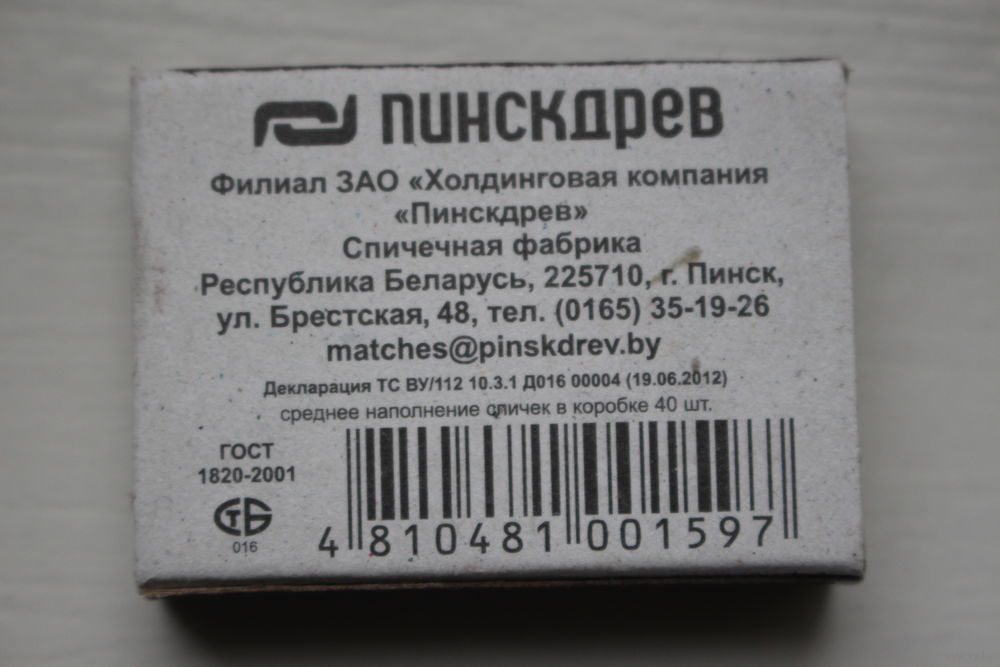 ПИНСКДРЕВ
Филиал ЗАО «Холдинговая компания
«Пинскдрев»
Спичечная фабрика
Республика Беларусь, 225710, г. Пинск,
ул. Брестская, 48, тел. (0165) 35-19-26
matches@pinskdrev.by
Декларация ТС BY/112 10.3.1 Д016 00004 (19.06.2012)
среднее наполнение спичек в коробке 40 шт.
ГОСТ
1820-2001
СТБ
016
4 810481 001597